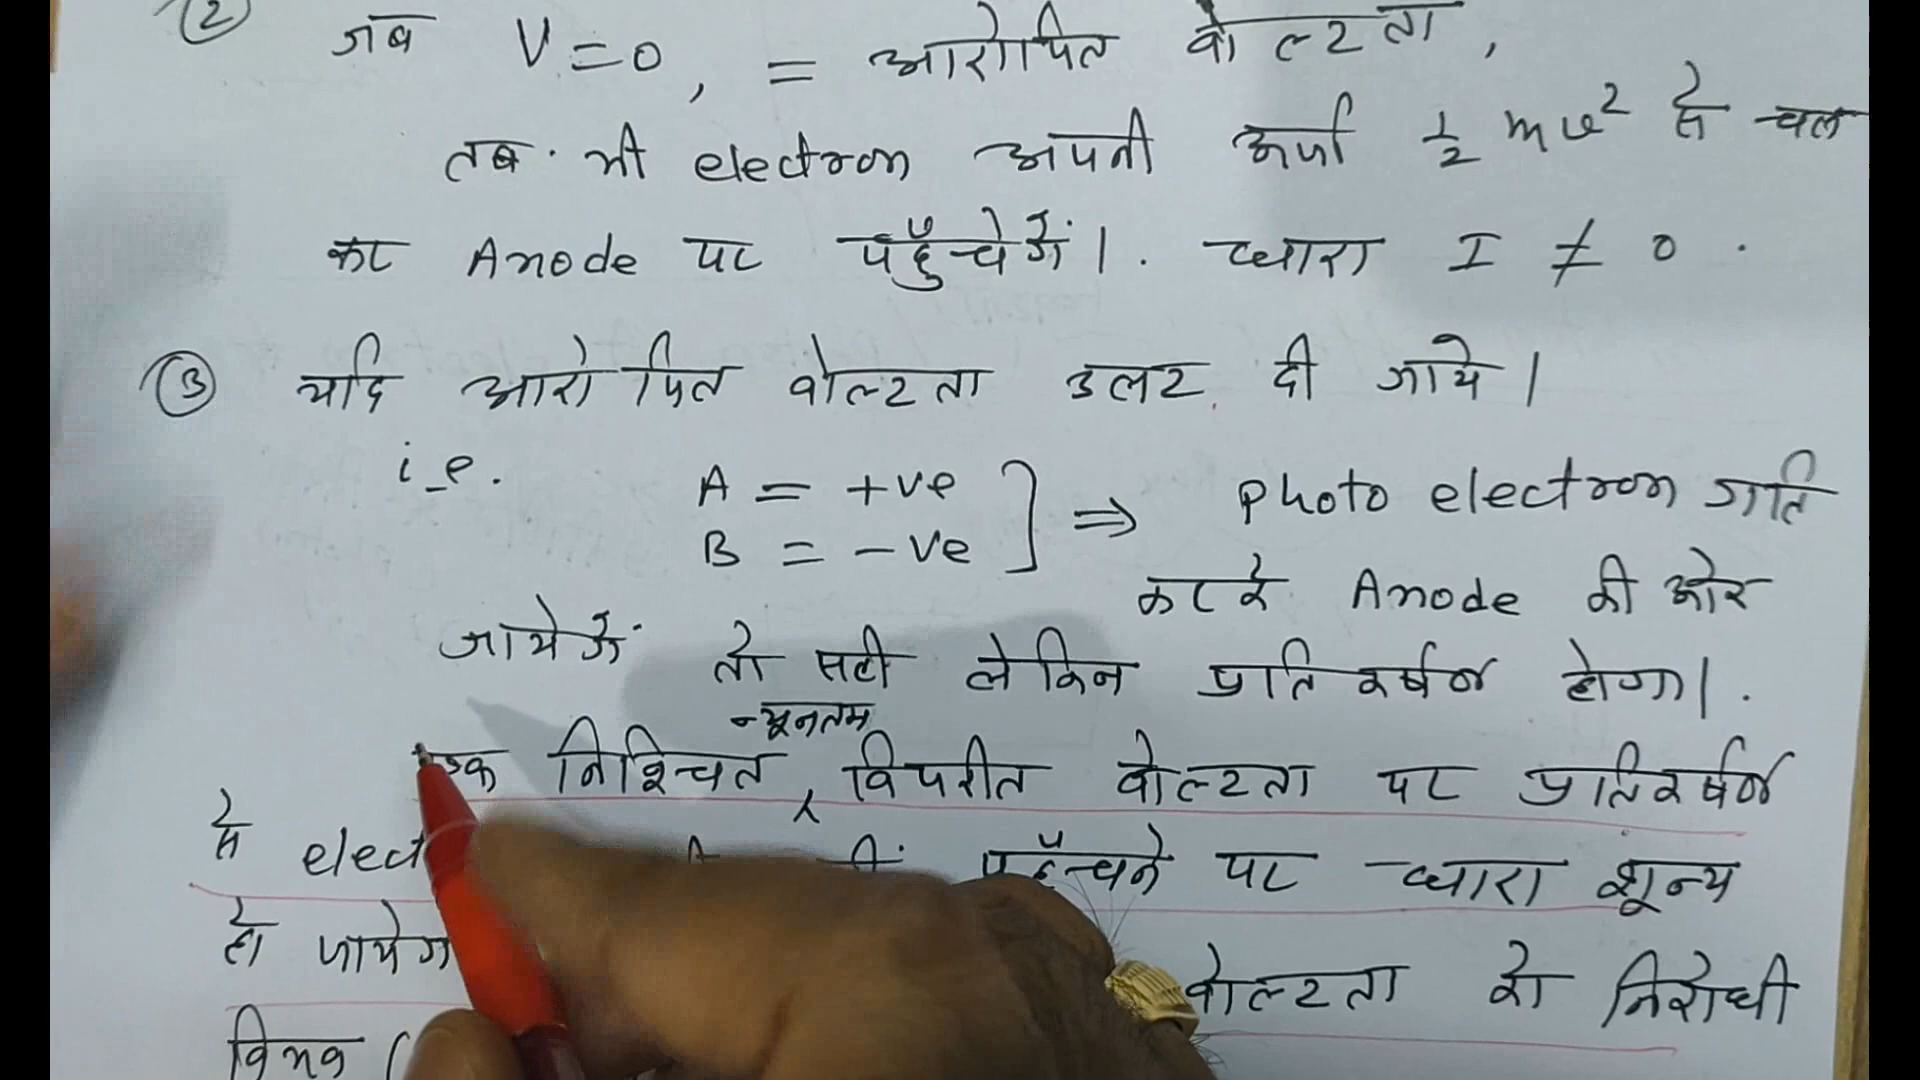 ② जब V = 0, = आरोपित वोल्टता,
तब भी electron अपनी ऊर्जा ½ mv² से चल
कर Anode पर पहुँचेगें। धारा I ≠ 0 .
③ यदि आरोपित वोल्टता उलट दी जाये।
i.e. A = +ve
B = -ve ] ⇒ photo electron गति
करके Anode की ओर
जायेगें तो सही लेकिन प्रतिकर्षण होगा।
न्यूनतम
एक निश्चित ‸ विपरीत वोल्टता पर प्रतिकर्षण
से elect पहुँचने पर धारा शून्य
हो जायेग वोल्टता को निरोधी
विभव (